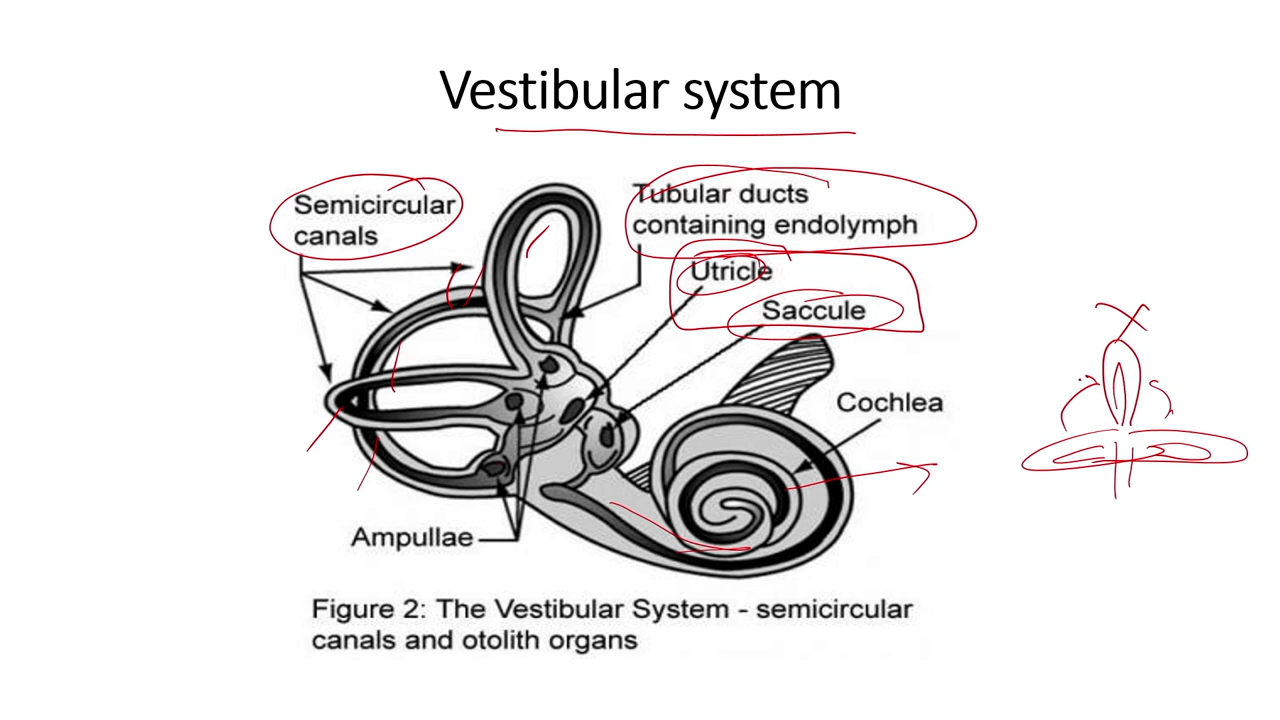 Vestibular system
Semicircular
canals
Tubular ducts
containing endolymph
Utricle
Saccule
Cochlea
Ampullae
Figure 2: The Vestibular System - semicircular
canals and otolith organs